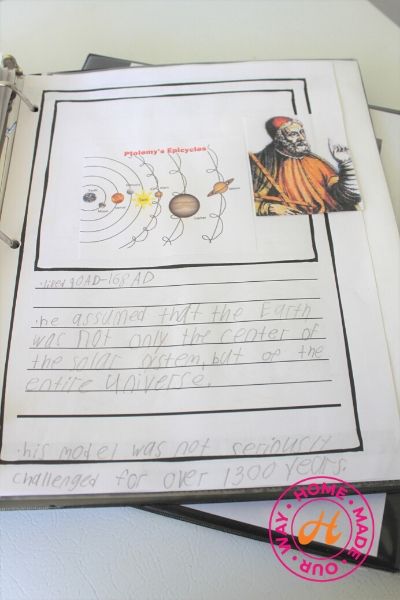 Ptolomy's Epicycles
·lived 90AD-168AD
·he assumed that the Earth
was not only the center of
the solar system, but of the
entire universe.
·his model was not seriously
challenged for over 1300 years.
HOME · MADE · OUR · WAY
H